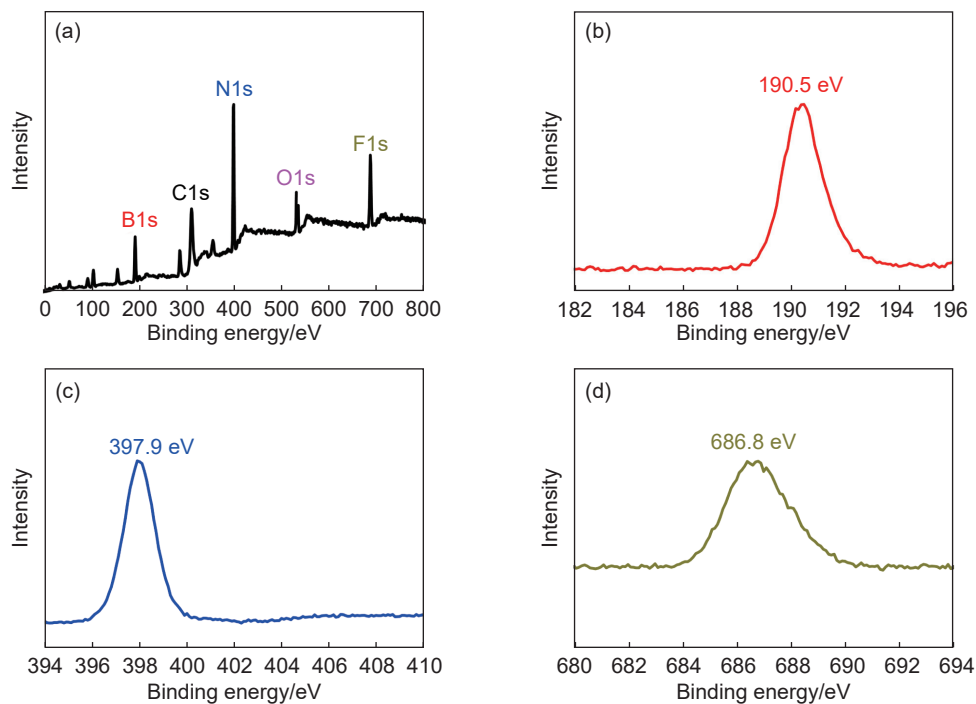 (a)
Intensity
B1s
C1s
N1s
O1s
F1s
0 100 200 300 400 500 600 700 800
Binding energy/eV
(b)
Intensity
190.5 eV
182 184 186 188 190 192 194 196
Binding energy/eV
(c)
Intensity
397.9 eV
394 396 398 400 402 404 406 408 410
Binding energy/eV
(d)
Intensity
686.8 eV
680 682 684 686 688 690 692 694
Binding energy/eV